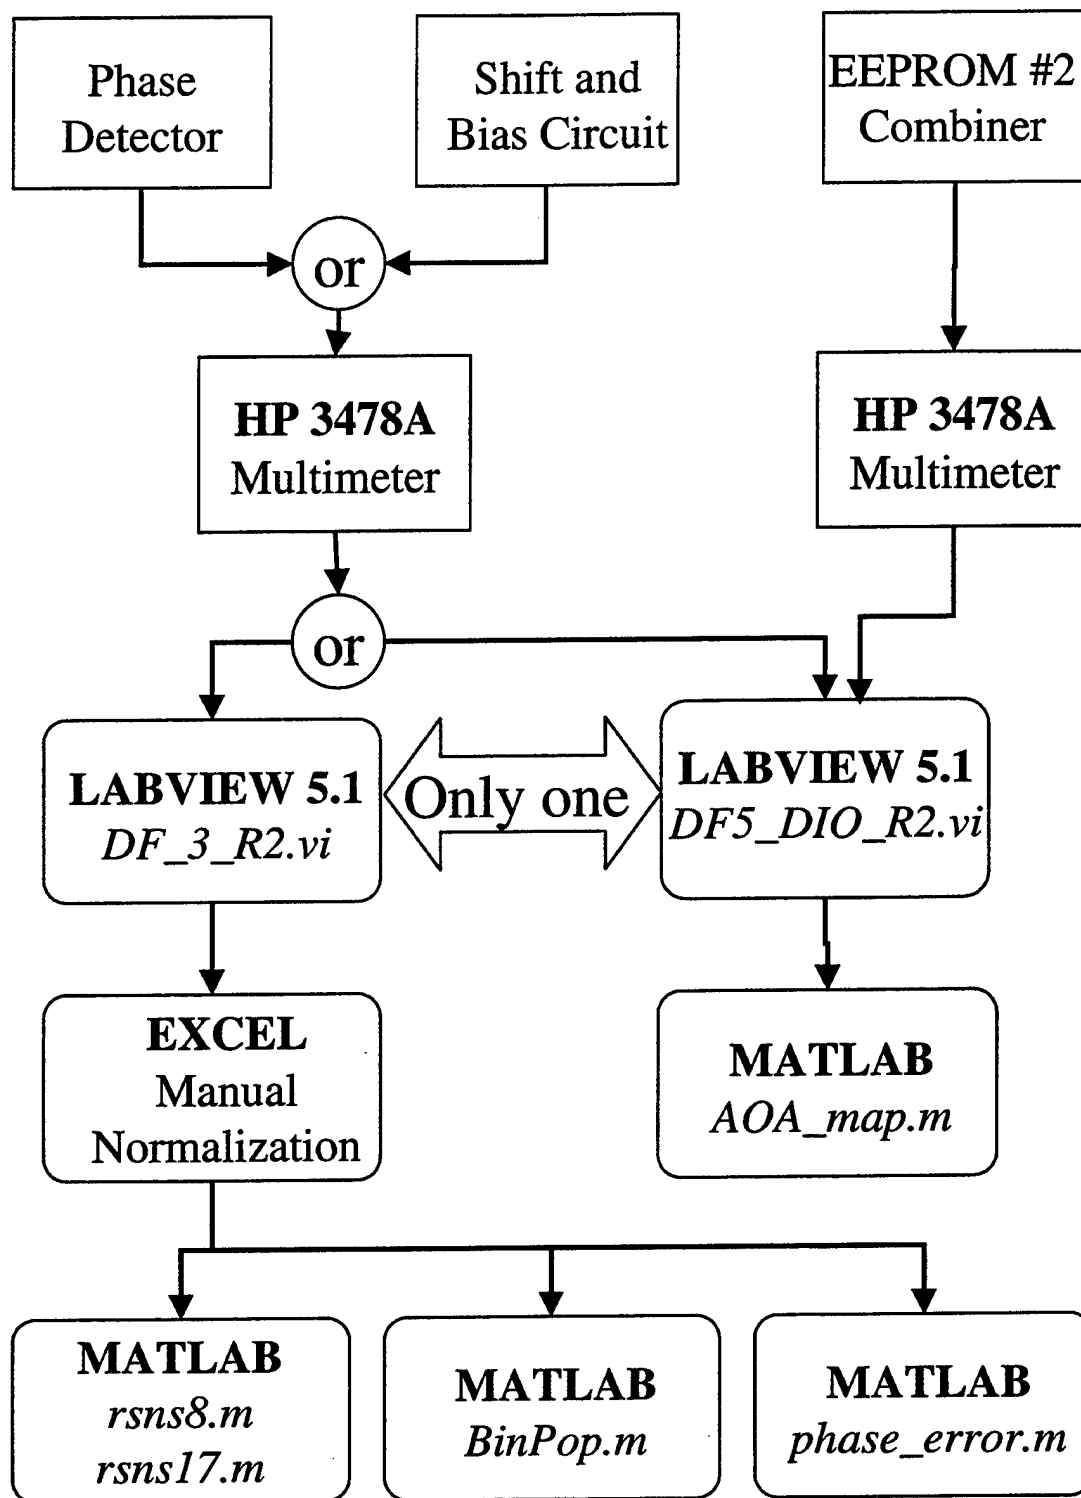 Phase
Detector
Shift and
Bias Circuit
EEPROM #2
Combiner
or
HP 3478A
Multimeter
HP 3478A
Multimeter
or
LABVIEW 5.1
DF_3_R2.vi
Only one
LABVIEW 5.1
DF5_DIO_R2.vi
EXCEL
Manual
Normalization
MATLAB
AOA_map.m
MATLAB
rsns8.m
rsns17.m
MATLAB
BinPop.m
MATLAB
phase_error.m